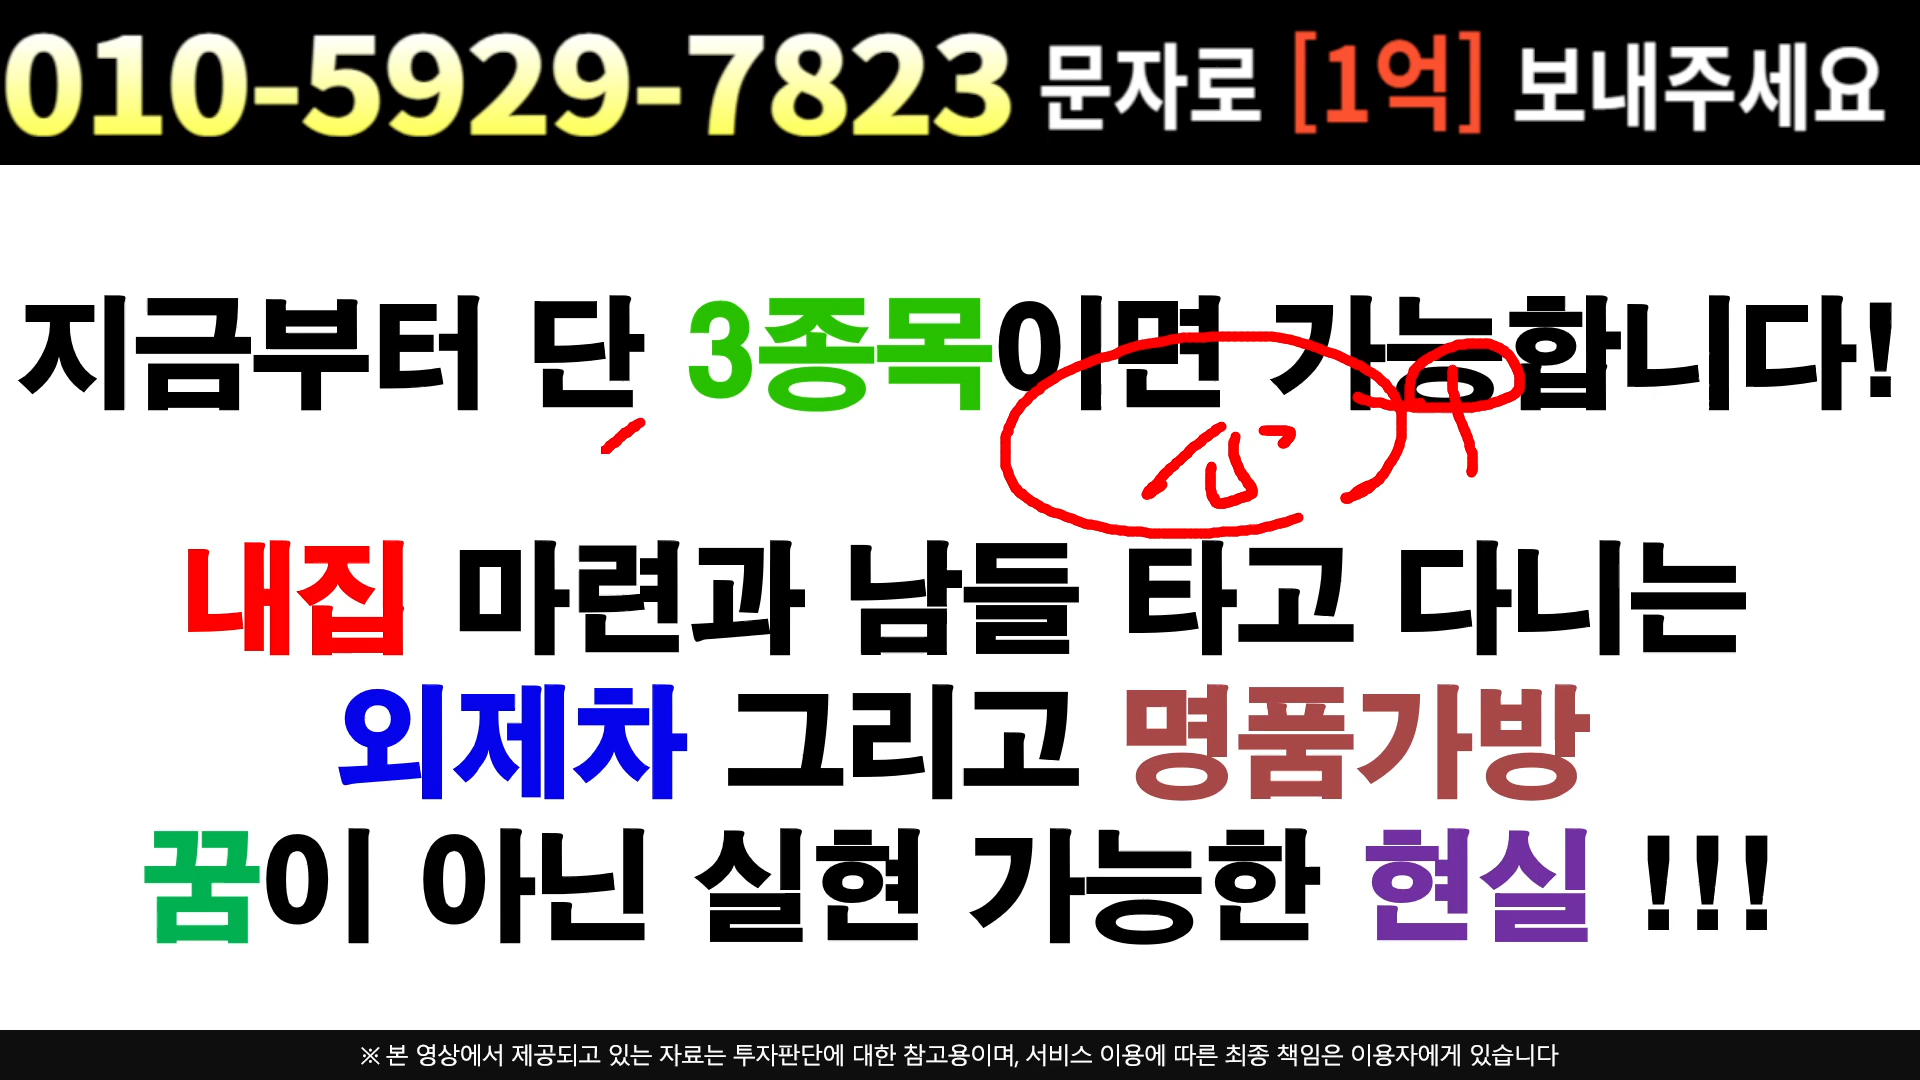 010-5929-7823 문자로 [1억] 보내주세요
지금부터 단 3종목이면 가능합니다!
내집 마련과 남들 타고 다니는
외제차 그리고 명품가방
꿈이 아닌 실현 가능한 현실 !!!
※ 본 영상에서 제공되고 있는 자료는 투자판단에 대한 참고용이며, 서비스 이용에 따른 최종 책임은 이용자에게 있습니다